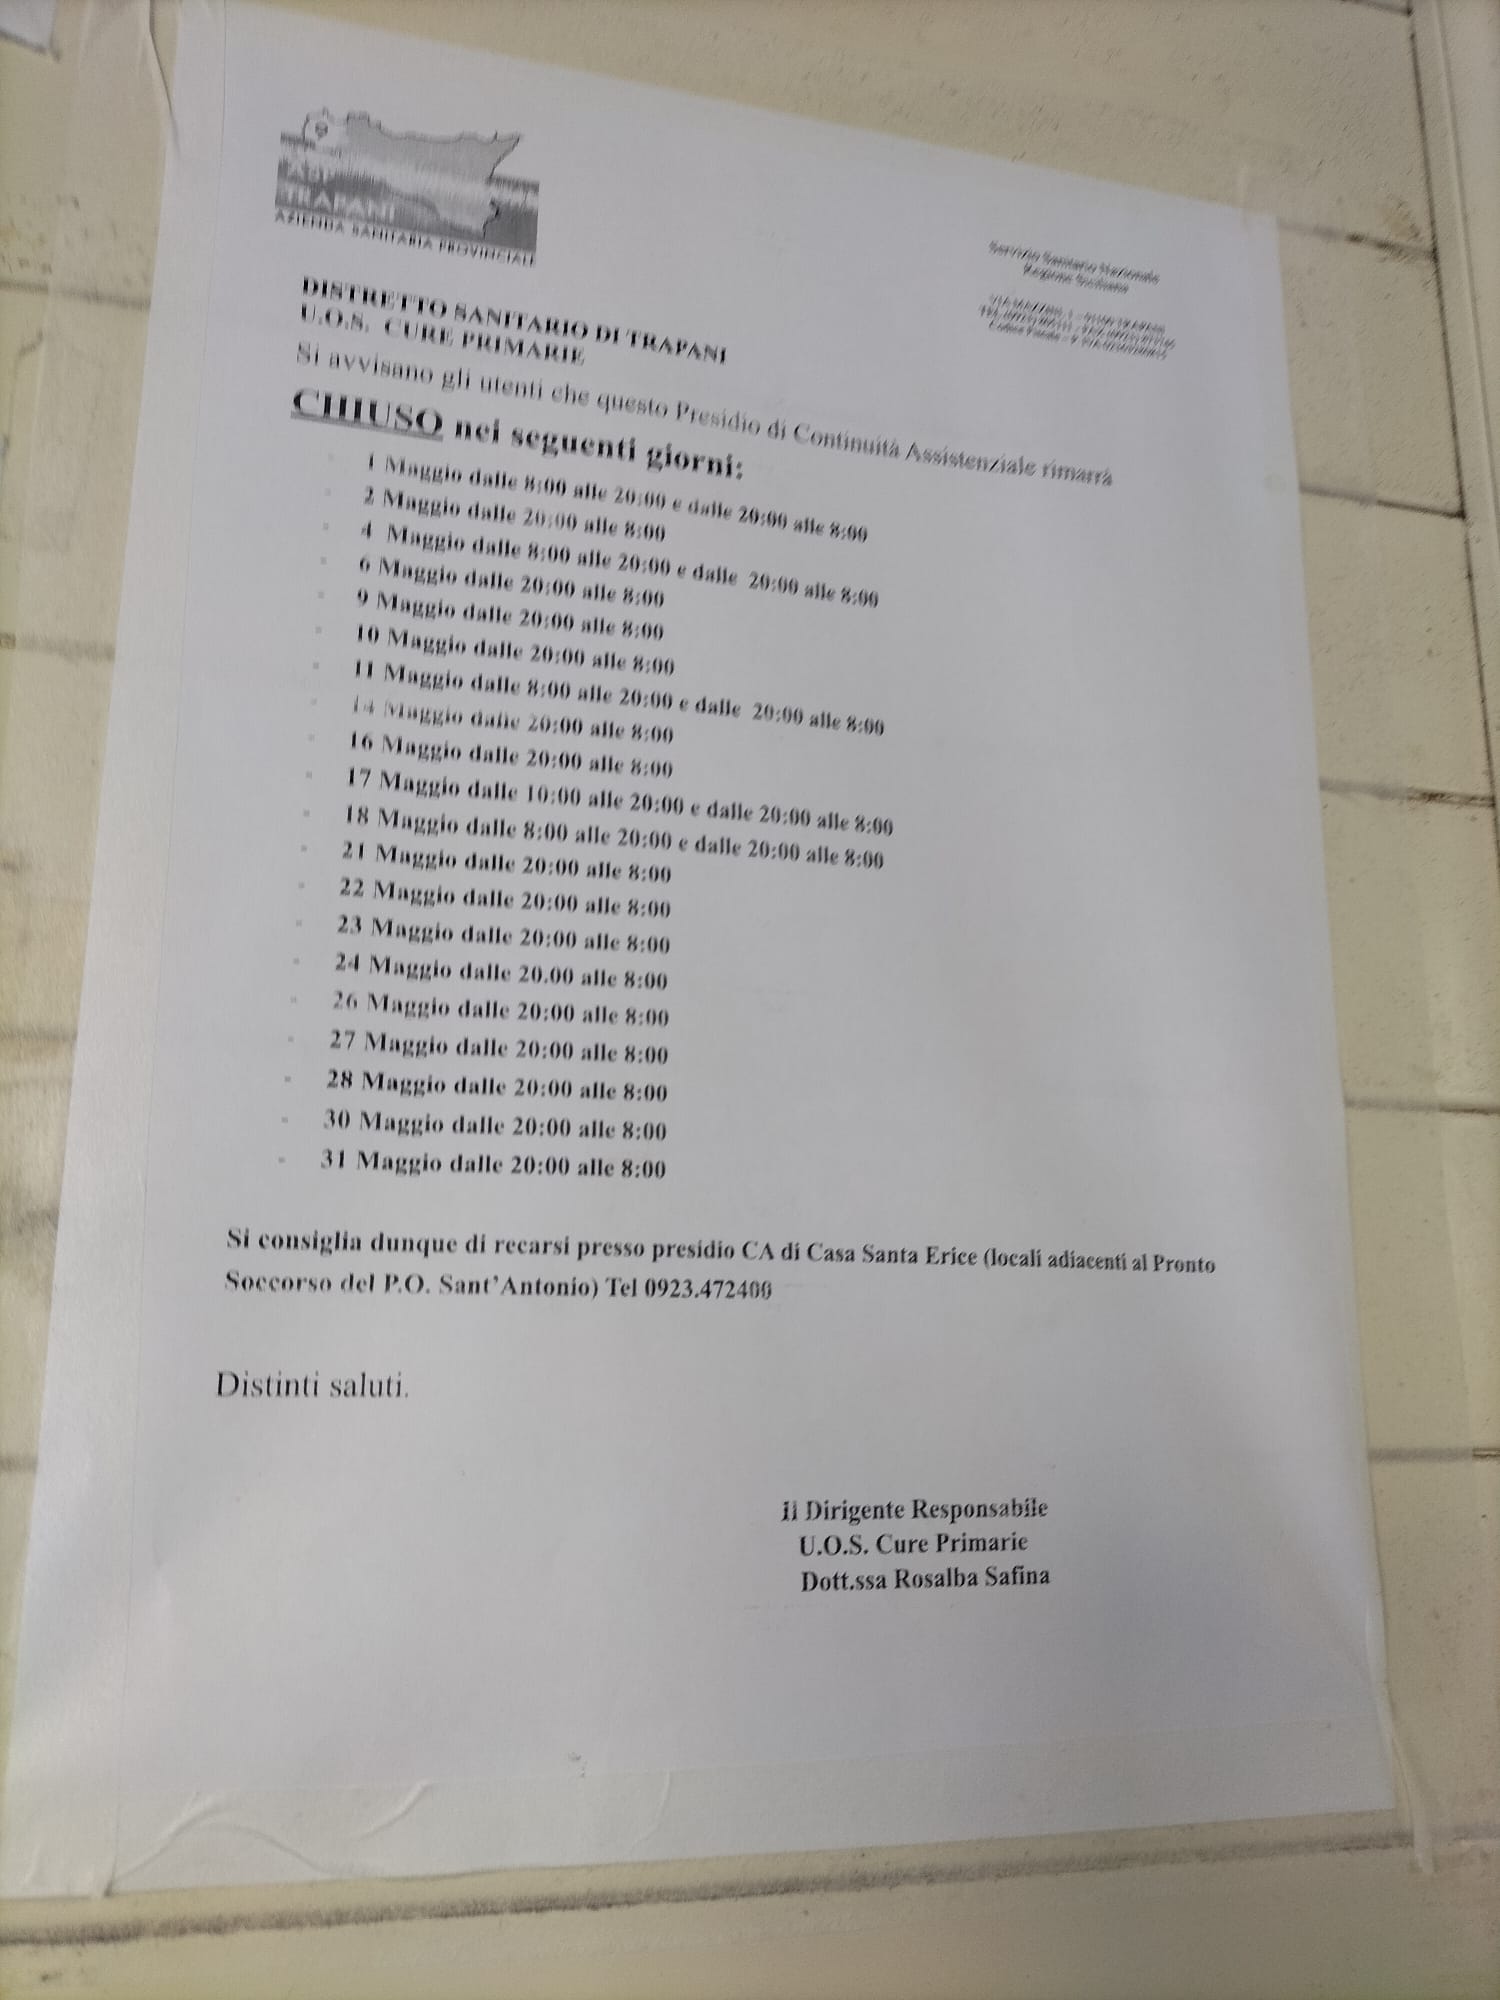 TRAPANI
AZIENDA SANITARIA PROVINCIALE
Servizio Sanitario Nazionale
Regione Siciliana
DISTRETTO SANITARIO DI TRAPANI
U.O.S. CURE PRIMARIE
Si avvisano gli utenti che questo Presidio di Continuità Assistenziale rimarrà
CHIUSO nei seguenti giorni:
- 1 Maggio dalle 8:00 alle 20:00 e dalle 20:00 alle 8:00
- 2 Maggio dalle 20:00 alle 8:00
- 4 Maggio dalle 8:00 alle 20:00 e dalle 20:00 alle 8:00
- 6 Maggio dalle 20:00 alle 8:00
- 9 Maggio dalle 20:00 alle 8:00
- 10 Maggio dalle 20:00 alle 8:00
- 11 Maggio dalle 8:00 alle 20:00 e dalle 20:00 alle 8:00
- 14 Maggio dalle 20:00 alle 8:00
- 16 Maggio dalle 20:00 alle 8:00
- 17 Maggio dalle 10:00 alle 20:00 e dalle 20:00 alle 8:00
- 18 Maggio dalle 8:00 alle 20:00 e dalle 20:00 alle 8:00
- 21 Maggio dalle 20:00 alle 8:00
- 22 Maggio dalle 20:00 alle 8:00
- 23 Maggio dalle 20:00 alle 8:00
- 24 Maggio dalle 20.00 alle 8:00
- 26 Maggio dalle 20:00 alle 8:00
- 27 Maggio dalle 20:00 alle 8:00
- 28 Maggio dalle 20:00 alle 8:00
- 30 Maggio dalle 20:00 alle 8:00
- 31 Maggio dalle 20:00 alle 8:00
Si consiglia dunque di recarsi presso presidio CA di Casa Santa Erice (locali adiacenti al Pronto
Soccorso del P.O. Sant'Antonio) Tel 0923.472400
Distinti saluti.
il Dirigente Responsabile
U.O.S. Cure Primarie
Dott.ssa Rosalba Safina